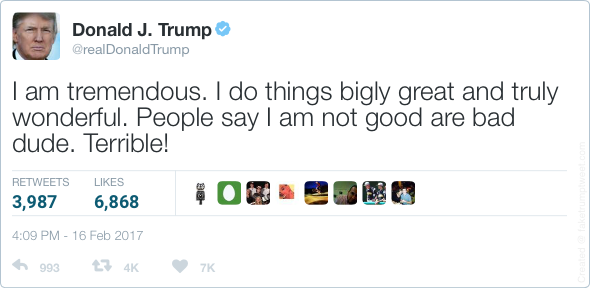 Donald J. Trump
@realDonaldTrump
I am tremendous. I do things bigly great and truly
wonderful. People say I am not good are bad
dude. Terrible!
RETWEETS LIKES
3,987 6,868
4:09 PM - 16 Feb 2017
993 4K 7K
Created @ faketrumptweet.com